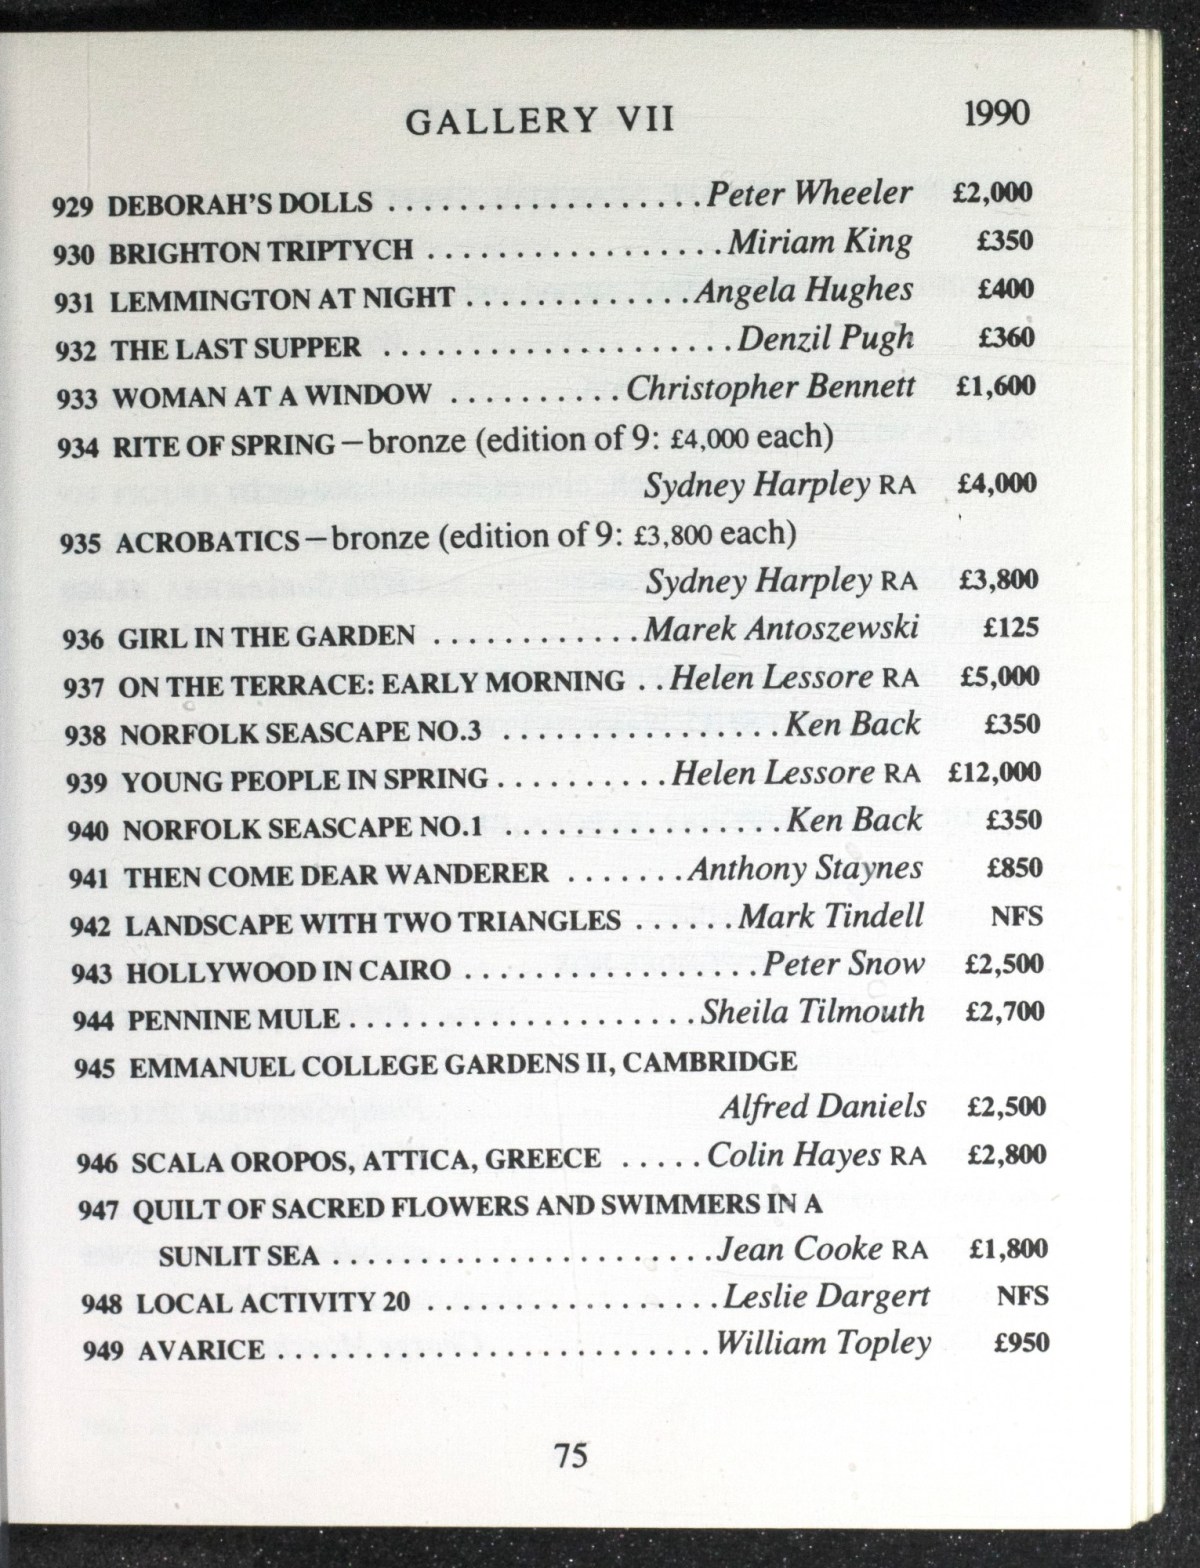 GALLERY VII 1990
929 DEBORAH'S DOLLS . . . . . . . . . . . . . . . . . . Peter Wheeler £2,000
930 BRIGHTON TRIPTYCH . . . . . . . . . . . . . . . . . Miriam King £350
931 LEMMINGTON AT NIGHT . . . . . . . . . . . . . Angela Hughes £400
932 THE LAST SUPPER . . . . . . . . . . . . . . . . . . . . Denzil Pugh £360
933 WOMAN AT A WINDOW . . . . . . . . . . Christopher Bennett £1,600
934 RITE OF SPRING—bronze (edition of 9: £4,000 each)
Sydney Harpley RA £4,000
935 ACROBATICS—bronze (edition of 9: £3,800 each)
Sydney Harpley RA £3,800
936 GIRL IN THE GARDEN . . . . . . . . . . . . Marek Antoszewski £125
937 ON THE TERRACE: EARLY MORNING . . Helen Lessore RA £5,000
938 NORFOLK SEASCAPE NO.3 . . . . . . . . . . . . . . . . Ken Back £350
939 YOUNG PEOPLE IN SPRING . . . . . . . . . . Helen Lessore RA £12,000
940 NORFOLK SEASCAPE NO.1 . . . . . . . . . . . . . . . . Ken Back £350
941 THEN COME DEAR WANDERER . . . . . . . Anthony Staynes £850
942 LANDSCAPE WITH TWO TRIANGLES . . . . . . Mark Tindell NFS
943 HOLLYWOOD IN CAIRO . . . . . . . . . . . . . . . . . Peter Snow £2,500
944 PENNINE MULE . . . . . . . . . . . . . . . . . . . . Sheila Tilmouth £2,700
945 EMMANUEL COLLEGE GARDENS II, CAMBRIDGE
Alfred Daniels £2,500
946 SCALA OROPOS, ATTICA, GREECE . . . . . Colin Hayes RA £2,800
947 QUILT OF SACRED FLOWERS AND SWIMMERS IN A
SUNLIT SEA . . . . . . . . . . . . . . . . . . . . . . Jean Cooke RA £1,800
948 LOCAL ACTIVITY 20 . . . . . . . . . . . . . . . . . Leslie Dargert NFS
949 AVARICE . . . . . . . . . . . . . . . . . . . . . . . . . William Topley £950
75